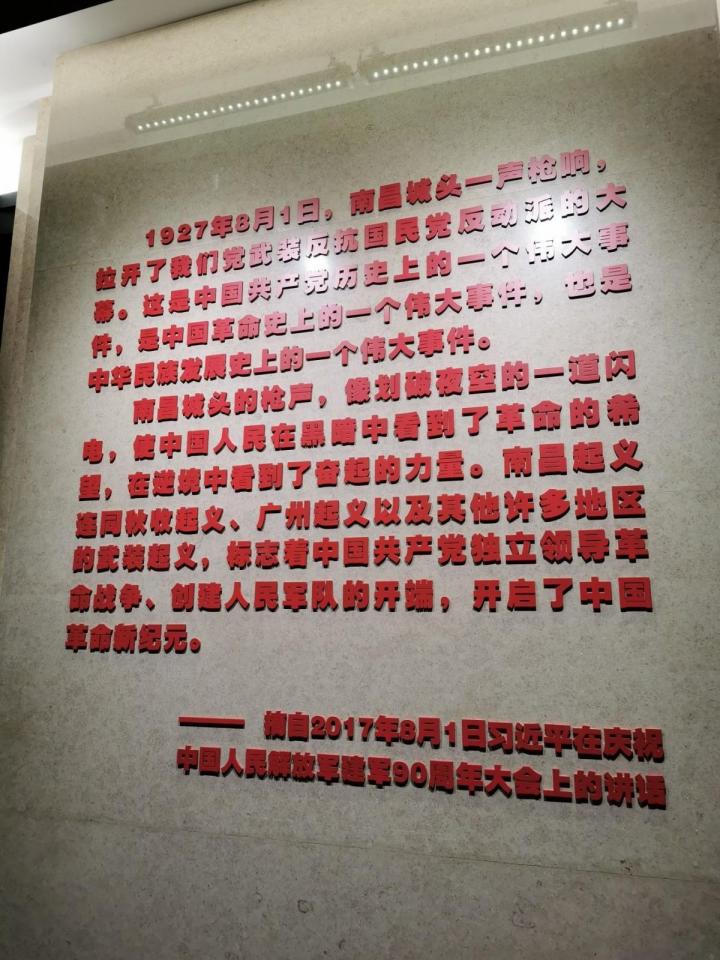 1927年8月1日，南昌城头一声枪响，
拉开了我们党武装反抗国民党反动派的大
幕。这是中国共产党历史上的一个伟大事
件，是中国革命史上的一个伟大事件，也是
中华民族发展史上的一个伟大事件。
南昌城头的枪声，像划破夜空的一道闪
电，使中国人民在黑暗中看到了革命的希
望，在逆境中看到了奋起的力量。南昌起义
连同秋收起义、广州起义以及其他许多地区
的武装起义，标志着中国共产党独立领导革
命战争、创建人民军队的开端，开启了中国
革命新纪元。
—— 摘自2017年8月1日习近平在庆祝
中国人民解放军建军90周年大会上的讲话